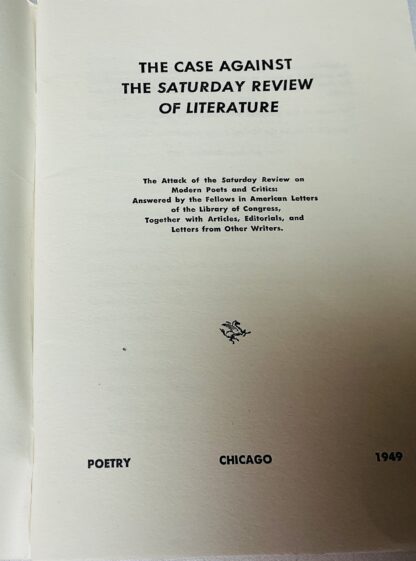 THE CASE AGAINST
THE SATURDAY REVIEW
OF LITERATURE
The Attack of the Saturday Review on
Modern Poets and Critics:
Answered by the Fellows in American Letters
of the Library of Congress,
Together with Articles, Editorials, and
Letters from Other Writers.
POETRY CHICAGO 1949